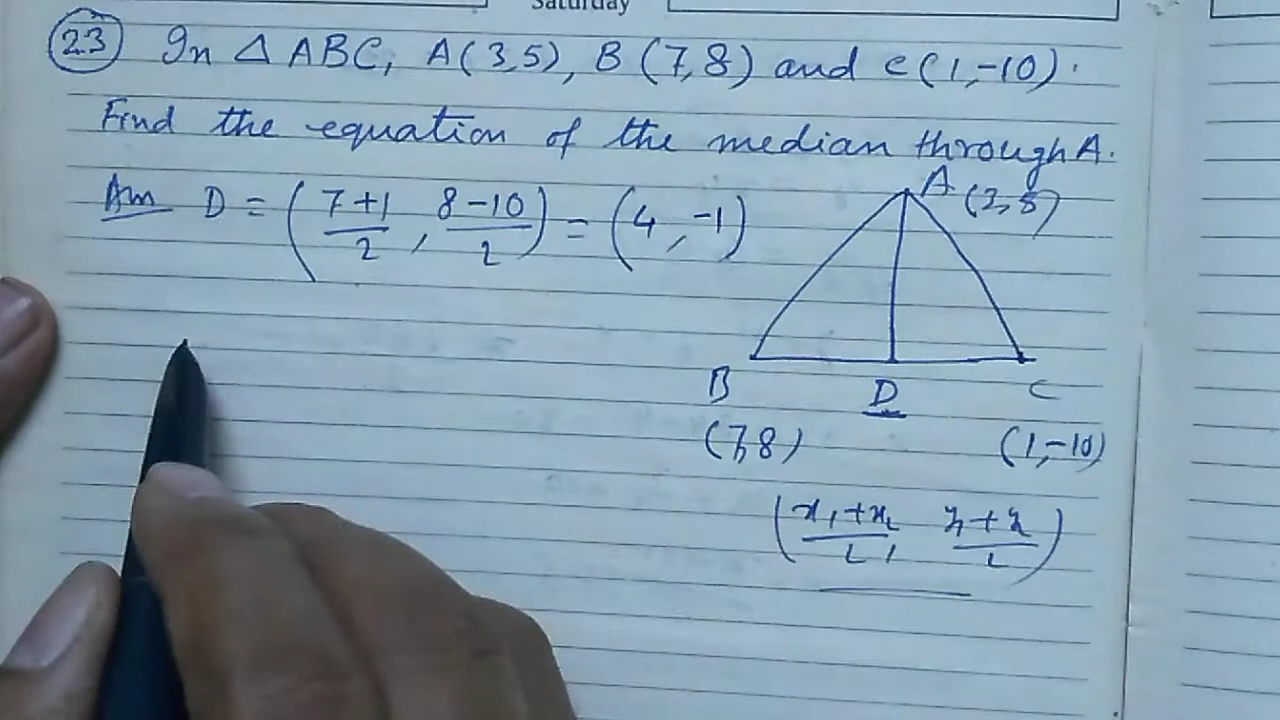 Saturday
23 In △ ABC, A(3,5), B(7,8) and C(1,-10).
Find the equation of the median through A.
Ans D = (7+1/2, 8-10/2) = (4,-1)
A (3,5)
B D C
(7,8) (1,-10)
(x₁+x₂/2, y₁+y₂/2)